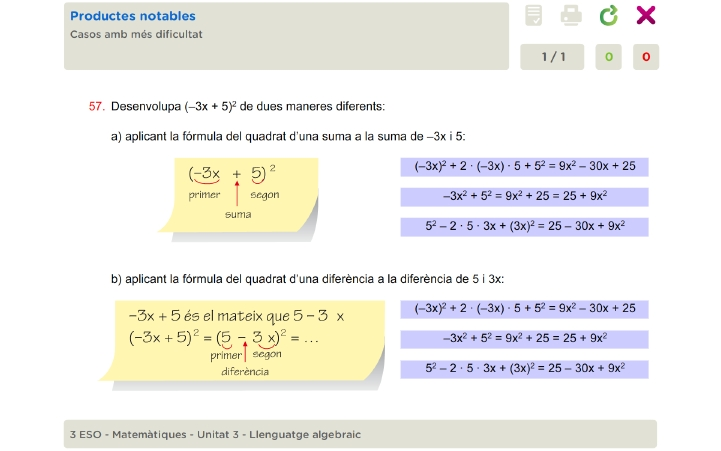 Productes notables
Casos amb més dificultat
1 / 1
0
0
57. Desenvolupa (–3x + 5)² de dues maneres diferents:
a) aplicant la fórmula del quadrat d'una suma a la suma de –3x i 5:
(–3x + 5)²
primer segon
suma
(–3x)² + 2 · (–3x) · 5 + 5² = 9x² – 30x + 25
–3x² + 5² = 9x² + 25 = 25 + 9x²
5² – 2 · 5 · 3x + (3x)² = 25 – 30x + 9x²
b) aplicant la fórmula del quadrat d'una diferència a la diferència de 5 i 3x:
–3x + 5 és el mateix que 5 – 3 x
(–3x + 5)² = (5 – 3 x)² = ...
primer segon
diferència
(–3x)² + 2 · (–3x) · 5 + 5² = 9x² – 30x + 25
–3x² + 5² = 9x² + 25 = 25 + 9x²
5² – 2 · 5 · 3x + (3x)² = 25 – 30x + 9x²
3 ESO - Matemàtiques - Unitat 3 - Llenguatge algebraic